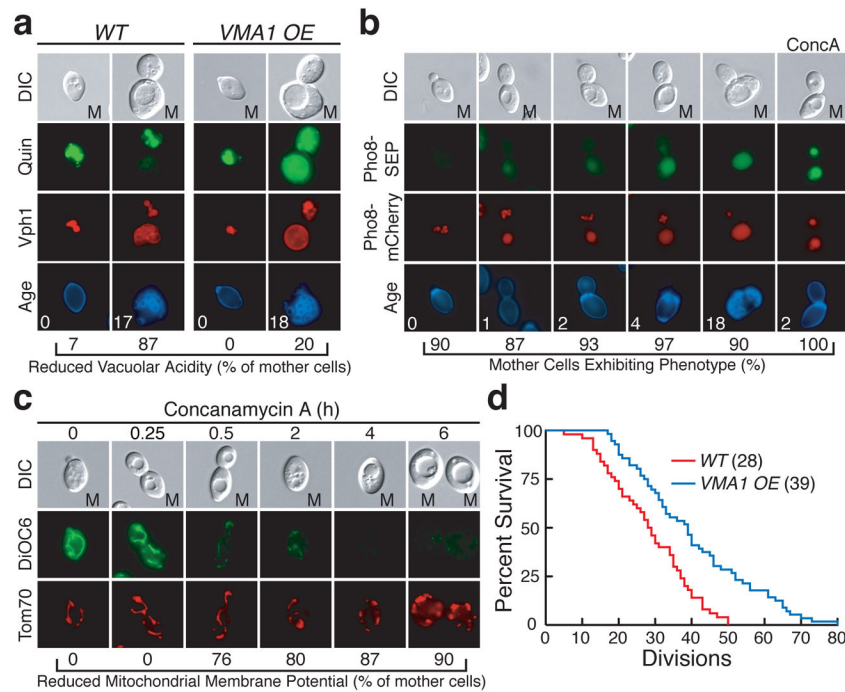 a
WT
VMA1 OE
DIC
M
M
M
M
Quin
Vph1
Age
0
17
0
18
7
87
0
20
Reduced Vacuolar Acidity (% of mother cells)
b
ConcA
DIC
M
M
M
M
M
M
Pho8-
SEP
Pho8-
mCherry
Age
0
1
2
4
18
2
90
87
93
97
90
100
Mother Cells Exhibiting Phenotype (%)
c
Concanamycin A (h)
0
0.25
0.5
2
4
6
DIC
M
M
M
M
M
M
DiOC6
Tom70
0
0
76
80
87
90
Reduced Mitochondrial Membrane Potential (% of mother cells)
d
100
75
50
25
0
10
20
30
40
50
60
70
80
Percent Survival
Divisions
WT (28)
VMA1 OE (39)